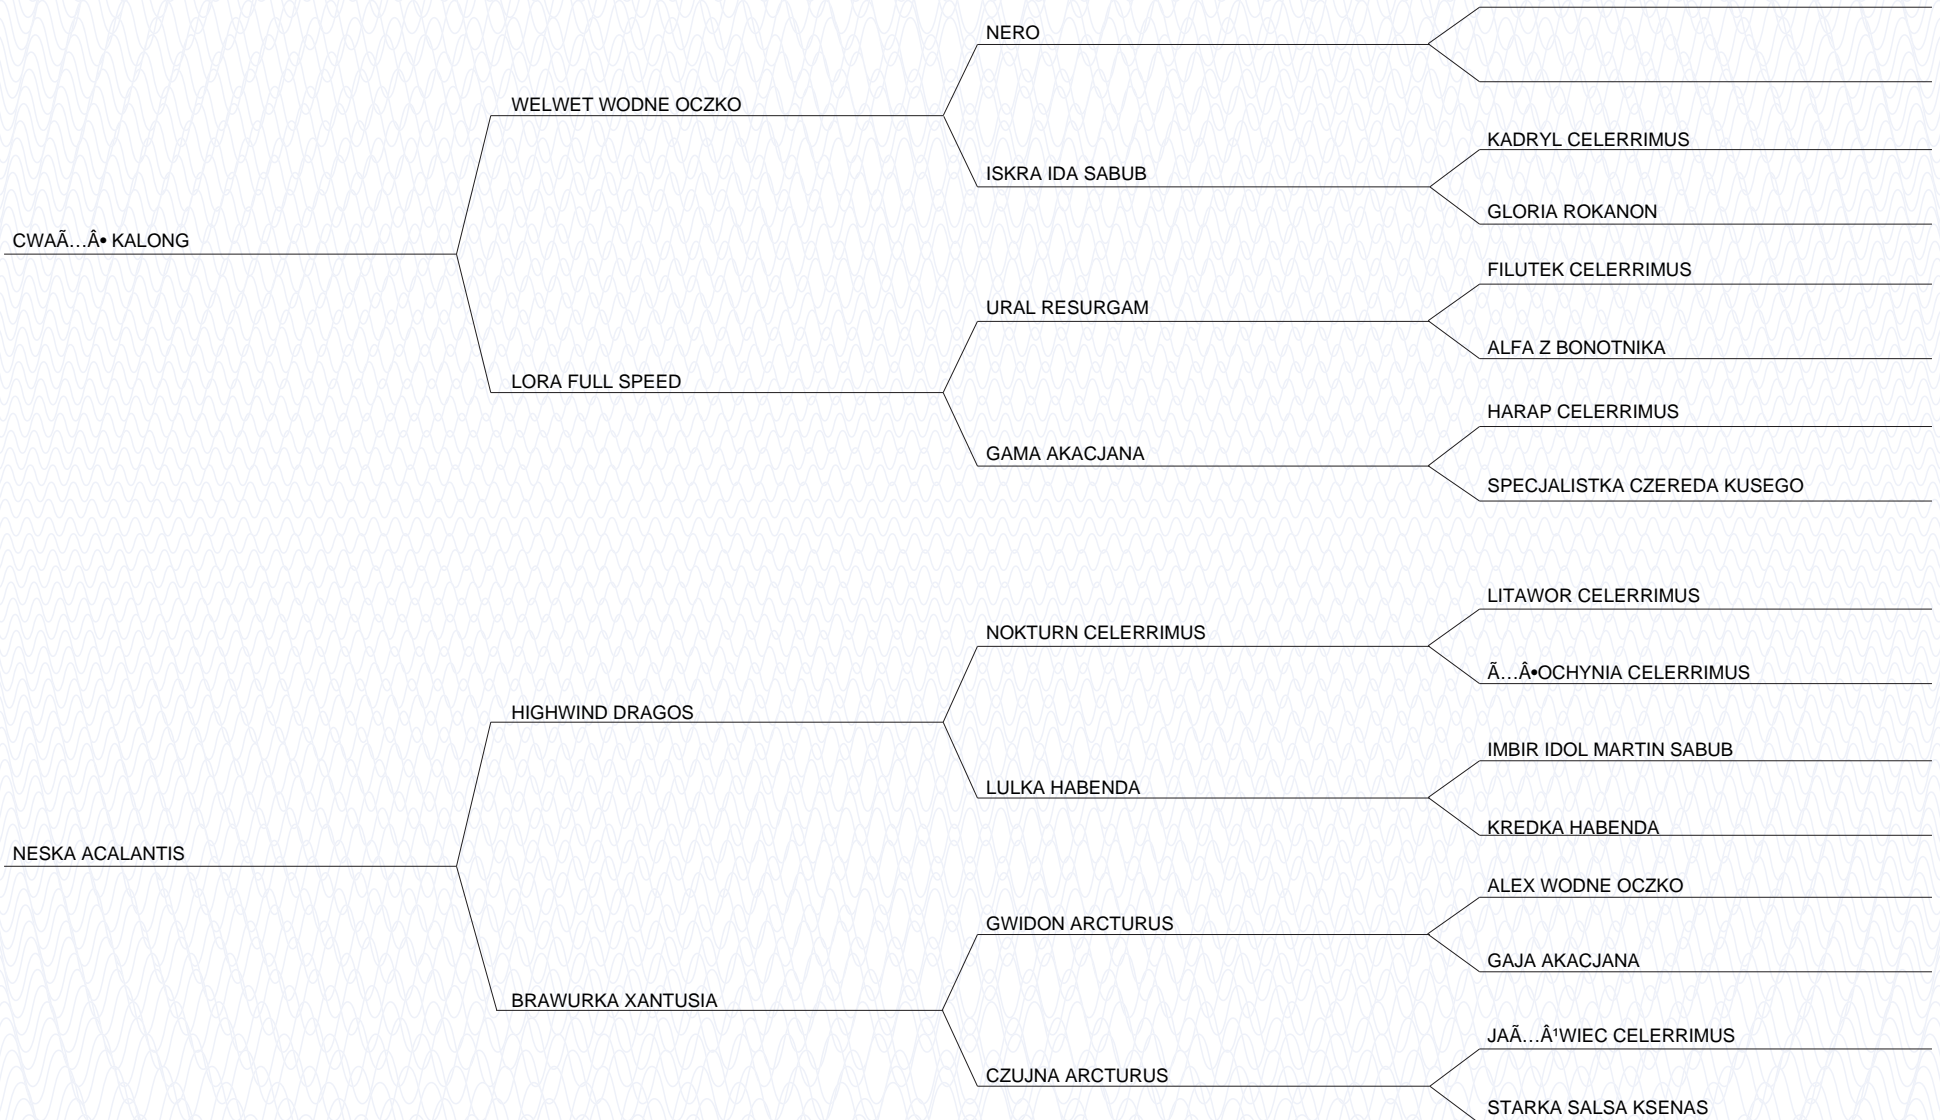 NERO
WELWET WODNE OCZKO
KADRYL CELERRIMUS
ISKRA IDA SABUB
GLORIA ROKANON
CWAÃ…Â• KALONG
FILUTEK CELERRIMUS
URAL RESURGAM
ALFA Z BONOTNIKA
LORA FULL SPEED
HARAP CELERRIMUS
GAMA AKACJANA
SPECJALISTKA CZEREDA KUSEGO
LITAWOR CELERRIMUS
NOKTURN CELERRIMUS
Ã…Â•OCHYNIA CELERRIMUS
HIGHWIND DRAGOS
IMBIR IDOL MARTIN SABUB
LULKA HABENDA
KREDKA HABENDA
NESKA ACALANTIS
ALEX WODNE OCZKO
GWIDON ARCTURUS
GAJA AKACJANA
BRAWURKA XANTUSIA
JAÃ…Â¹WIEC CELERRIMUS
CZUJNA ARCTURUS
STARKA SALSA KSENAS